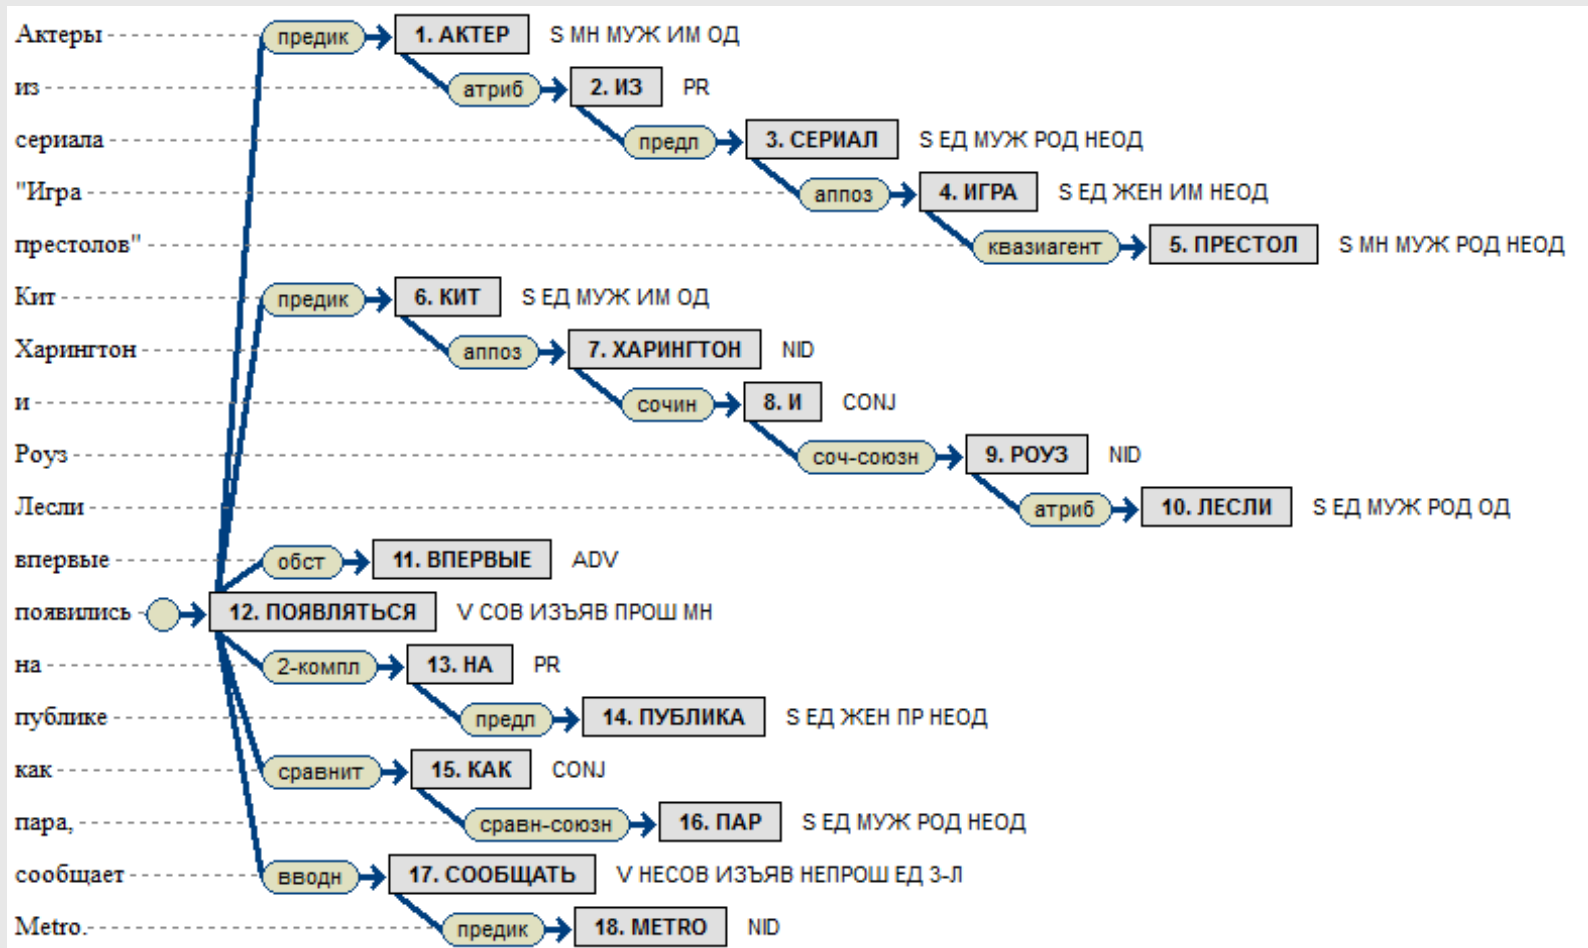 Актеры предик 1. АКТЕР S МН МУЖ ИМ ОД
из атриб 2. ИЗ PR
сериала предл 3. СЕРИАЛ S ЕД МУЖ РОД НЕОД
"Игра аппоз 4. ИГРА S ЕД ЖЕН ИМ НЕОД
престолов" квазиагент 5. ПРЕСТОЛ S МН МУЖ РОД НЕОД
Кит предик 6. КИТ S ЕД МУЖ ИМ ОД
Харингтон аппоз 7. ХАРИНГТОН NID
и сочин 8. И CONJ
Роуз соч-союзн 9. РОУЗ NID
Лесли атриб 10. ЛЕСЛИ S ЕД МУЖ РОД ОД
впервые обст 11. ВПЕРВЫЕ ADV
появились 12. ПОЯВЛЯТЬСЯ V СОВ ИЗЪЯВ ПРОШ МН
на 2-компл 13. НА PR
публике предл 14. ПУБЛИКА S ЕД ЖЕН ПР НЕОД
как сравнит 15. КАК CONJ
пара, сравн-союзн 16. ПАР S ЕД МУЖ РОД НЕОД
сообщает вводн 17. СООБЩАТЬ V НЕСОВ ИЗЪЯВ НЕПРОШ ЕД 3-Л
Metro. предик 18. METRO NID